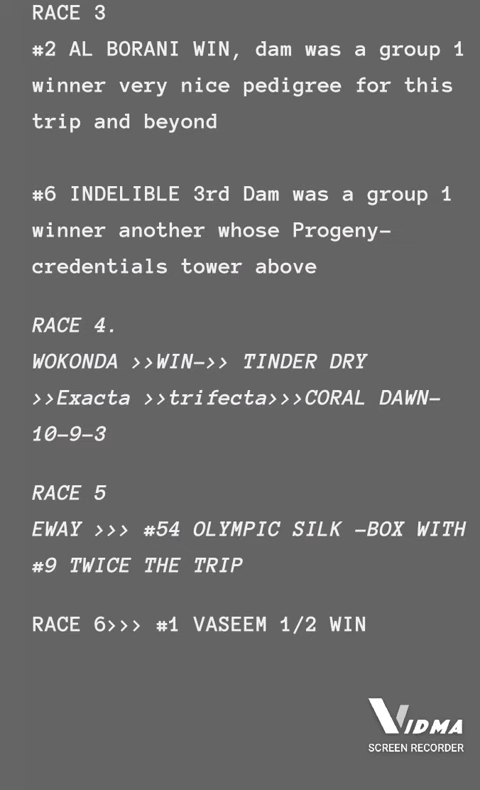 RACE 3
#2 AL BORANI WIN, dam was a group 1
winner very nice pedigree for this
trip and beyond
#6 INDELIBLE 3rd Dam was a group 1
winner another whose Progeny-
credentials tower above
RACE 4.
WOKONDA >>WIN->> TINDER DRY
>>Exacta >>trifecta>>>CORAL DAWN-
10-9-3
RACE 5
EWAY >>> #54 OLYMPIC SILK -BOX WITH
#9 TWICE THE TRIP
RACE 6>>> #1 VASEEM 1/2 WIN
VIDMA
SCREEN RECORDER